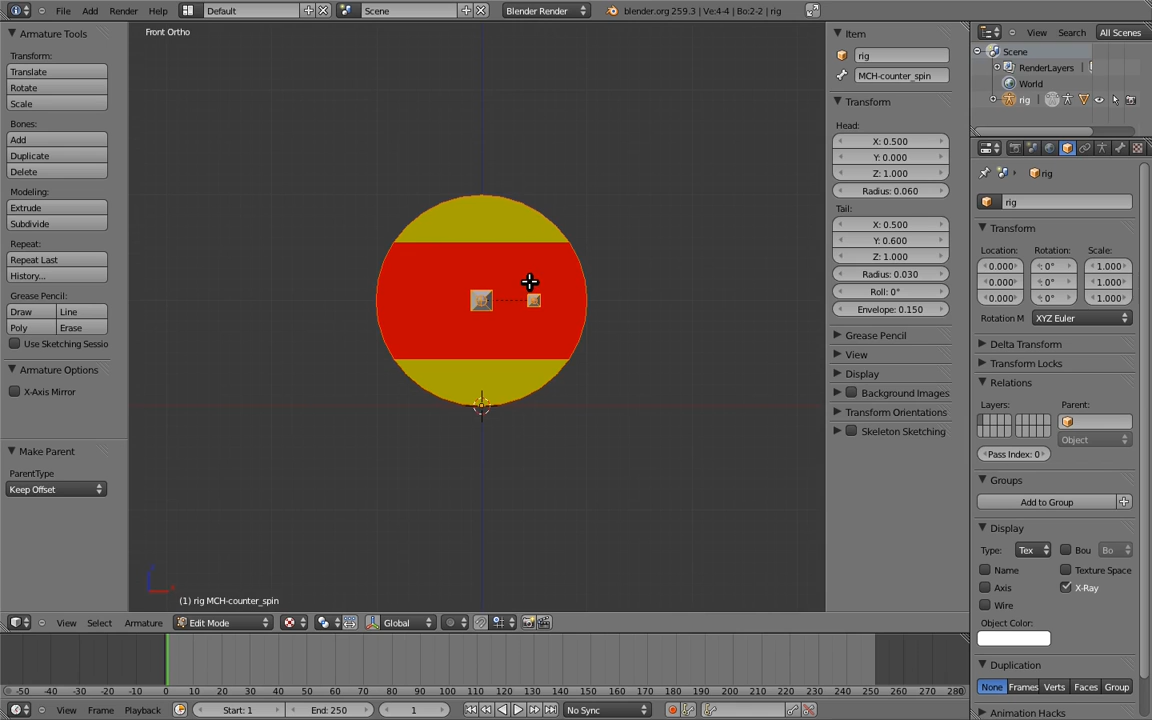 File Add Render Help Default Scene Blender Render blender.org 259.3 | Ve:4-4 | Bo:2-2 | rig
View Search All Scenes
Armature Tools
Transform:
Translate
Rotate
Scale
Bones:
Add
Duplicate
Delete
Modeling:
Extrude
Subdivide
Repeat:
Repeat Last
History...
Grease Pencil:
Draw Line
Poly Erase
Use Sketching Sessio
Armature Options
X-Axis Mirror
Make Parent
ParentType
Keep Offset
Front Ortho
(1) rig MCH-counter_spin
Item
rig
MCH-counter_spin
Transform
Head:
X: 0.500
Y: 0.000
Z: 1.000
Radius: 0.060
Tail:
X: 0.500
Y: 0.600
Z: 1.000
Radius: 0.030
Roll: 0°
Envelope: 0.150
Grease Pencil
View
Display
Background Images
Transform Orientations
Skeleton Sketching
Scene
RenderLayers
World
rig
rig
rig
Transform
Location: Rotation: Scale:
0.000 : 0° 1.000
0.000 : 0° 1.000
0.000 : 0° 1.000
Rotation M XYZ Euler
Delta Transform
Transform Locks
Relations
Layers: Parent:
Object
Pass Index: 0
Groups
Add to Group
Display
Type: Tex Bou Bo
Name Texture Space
Axis X-Ray
Wire
Object Color:
Duplication
None Frames Verts Faces Group
Animation Hacks
View Select Armature Edit Mode Global
-50 -40 -30 -20 -10 0 10 20 30 40 50 60 70 80 90 100 110 120 130 140 150 160 170 180 190 200 210 220 230 240 250 260 270 280
View Frame Playback Start: 1 End: 250 1 No Sync